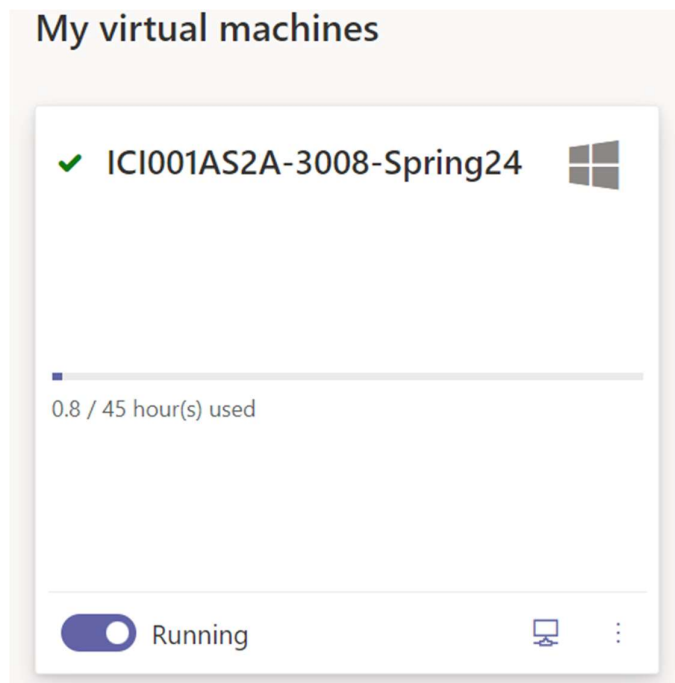 My virtual machines
ICI001AS2A-3008-Spring24
0.8 / 45 hour(s) used
Running